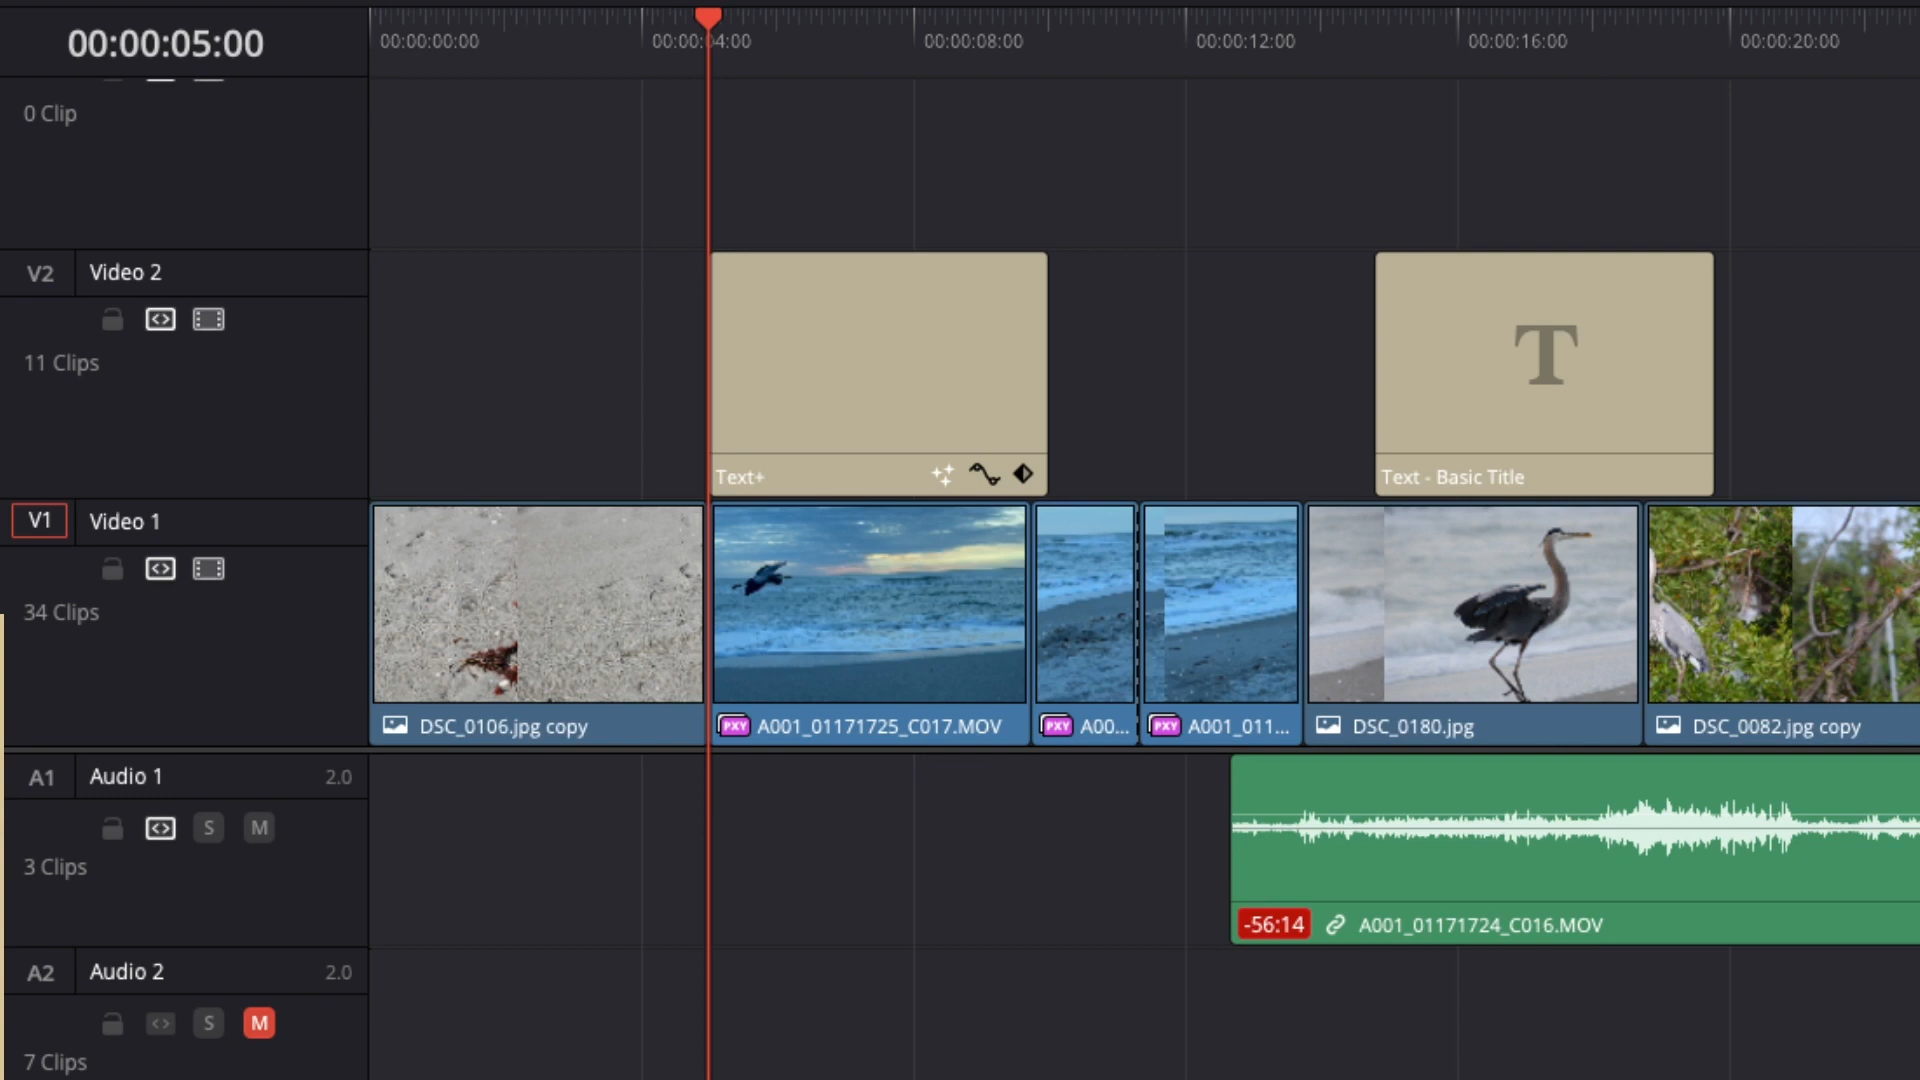 00:00:05:00
00:00:00:00
00:00:04:00
00:00:08:00
00:00:12:00
00:00:16:00
00:00:20:00
0 Clip
V2 Video 2
11 Clips
Text+
T
Text - Basic Title
V1 Video 1
34 Clips
DSC_0106.jpg copy
PXY A001_01171725_C017.MOV
PXY A00...
PXY A001_011...
DSC_0180.jpg
DSC_0082.jpg copy
A1 Audio 1 2.0
S M
3 Clips
-56:14 A001_01171724_C016.MOV
A2 Audio 2 2.0
S M
7 Clips